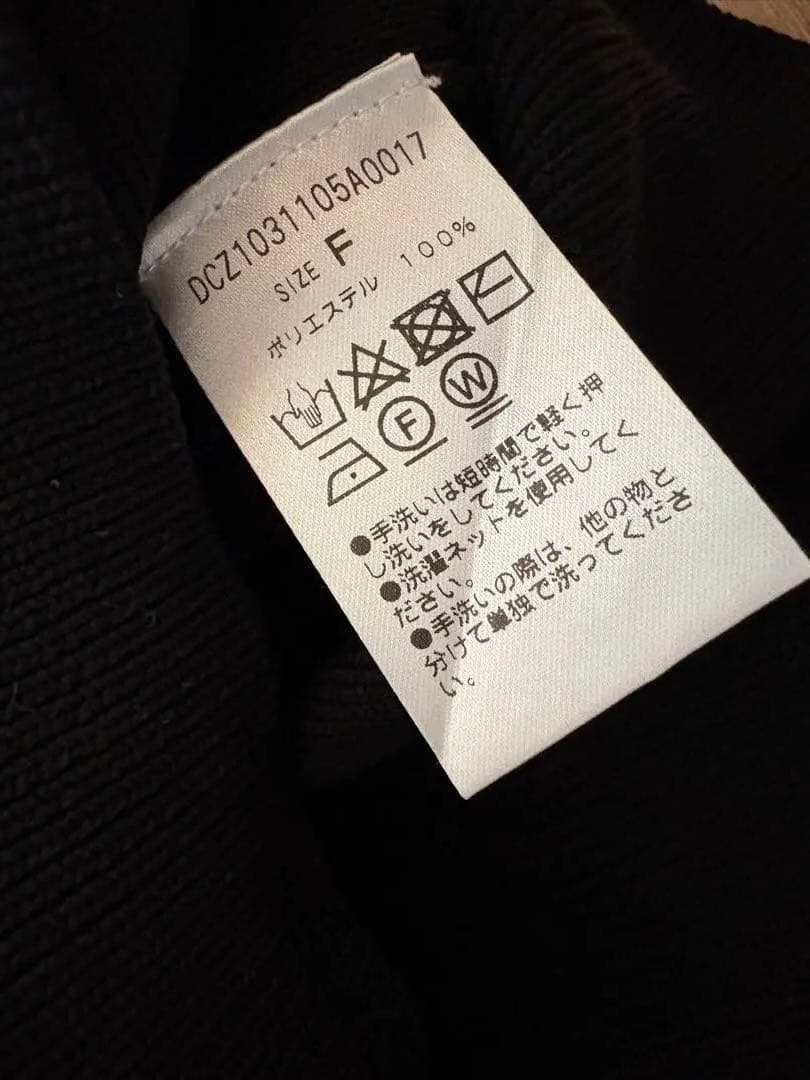 DCZ1031105A0017
SIZE F
ポリエステル 100%
F W
●手洗いは短時間で軽く押
し洗いをしてください。
●洗濯ネットを使用してく
ださい。
●手洗いの際は、他の物と
分けて単独で洗ってくださ
い。